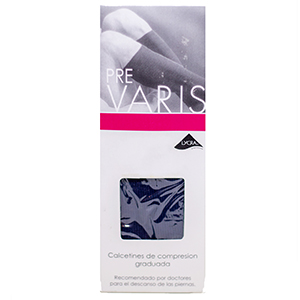 PRE
VARIS
LYCRA
Calcetines de compresion
graduada
Recomendado por doctores
para el descanso de las piernas.